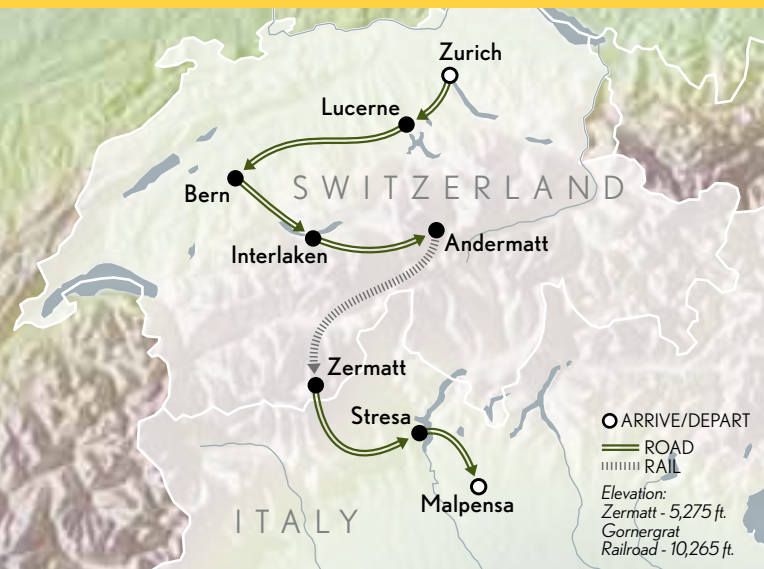 Zurich
Lucerne
SWITZERLAND
Bern
Interlaken
Andermatt
Zermatt
Stresa
Malpensa
ITALY
ARRIVE/DEPART
ROAD
RAIL
Elevation:
Zermatt - 5,275 ft.
Gornergrat
Railroad - 10,265 ft.